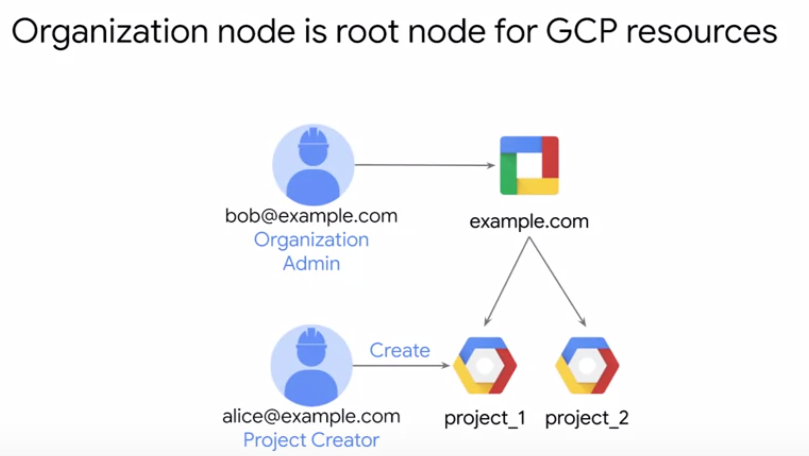 Organization node is root node for GCP resources
bob@example.com
Organization
Admin
example.com
Create
alice@example.com
Project Creator
project_1
project_2